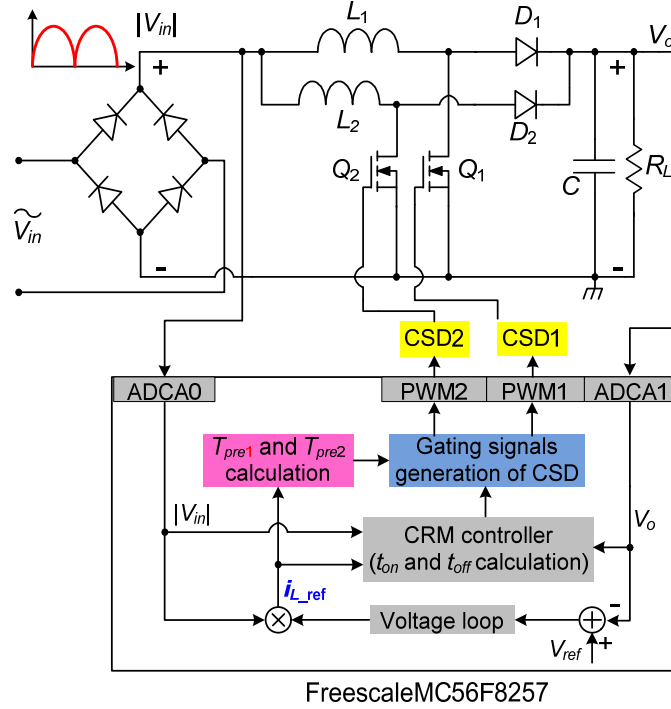 |Vin|
L1
D1
Vo
+
+
L2
D2
Q2
Q1
C
RL
Vin
-
-
CSD2
CSD1
ADCA0
PWM2
PWM1
ADCA1
Tpre1 and Tpre2
calculation
Gating signals
generation of CSD
|Vin|
CRM controller
(ton and toff calculation)
Vo
iL_ref
Voltage loop
-
+
Vref
FreescaleMC56F8257